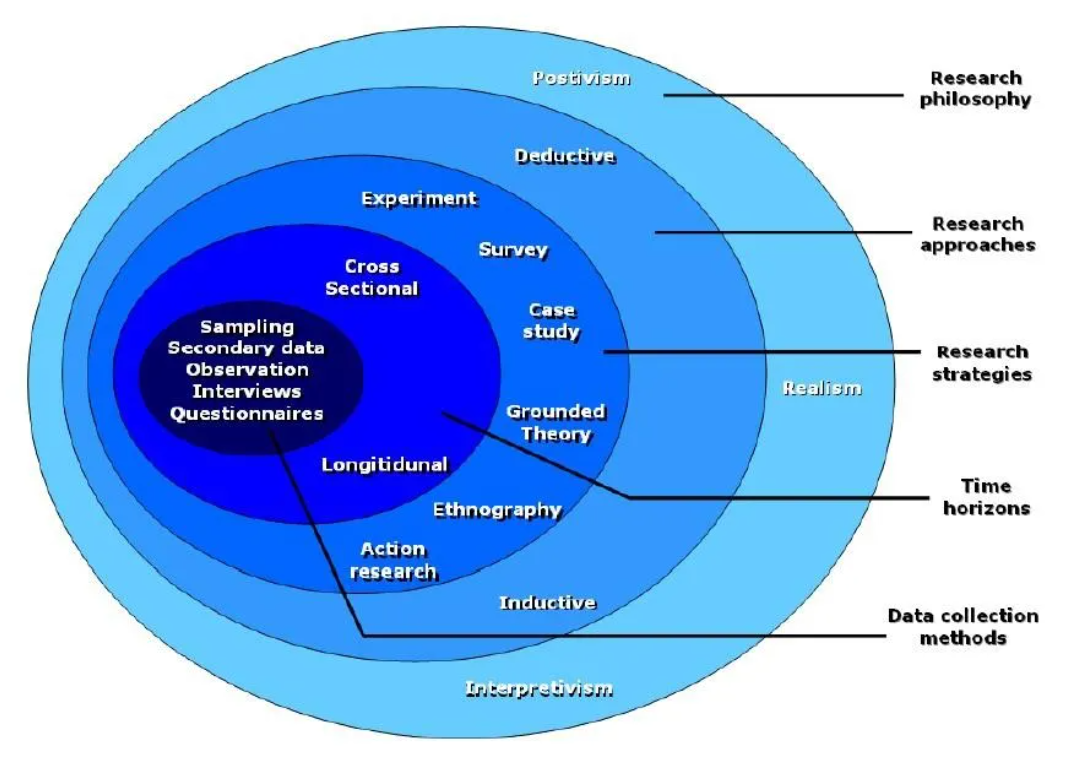 Postivism
Research
philosophy
Deductive
Experiment
Research
approaches
Survey
Cross
Sectional
Case
study
Sampling
Secondary data
Observation
Interviews
Questionnaires
Research
strategies
Realism
Grounded
Theory
Longitidunal
Time
horizons
Ethnography
Action
research
Inductive
Data collection
methods
Interpretivism